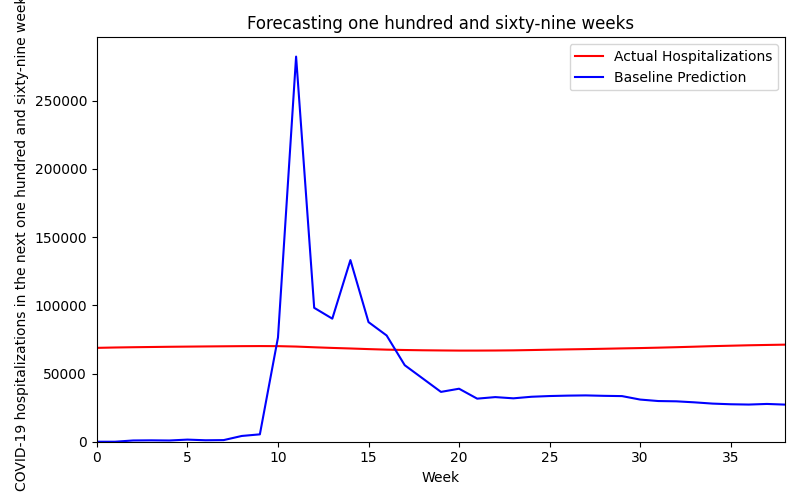 Forecasting one hundred and sixty-nine weeks
COVID-19 hospitalizations in the next one hundred and sixty-nine week
Actual Hospitalizations
Baseline Prediction
250000
200000
150000
100000
50000
0
0 5 10 15 20 25 30 35
Week